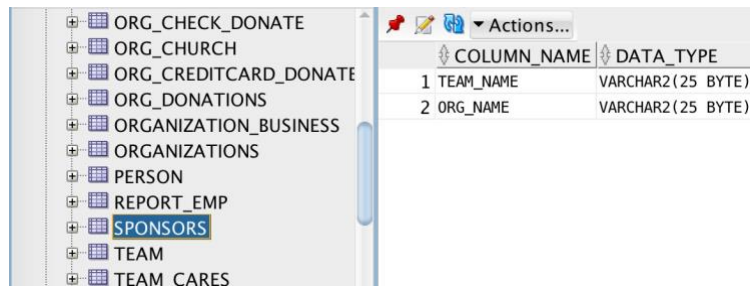 ORG_CHECK_DONATE
ORG_CHURCH
ORG_CREDITCARD_DONATE
ORG_DONATIONS
ORGANIZATION_BUSINESS
ORGANIZATIONS
PERSON
REPORT_EMP
SPONSORS
TEAM
TEAM_CARES
Actions...
COLUMN_NAME DATA_TYPE
1 TEAM_NAME VARCHAR2(25 BYTE)
2 ORG_NAME VARCHAR2(25 BYTE)